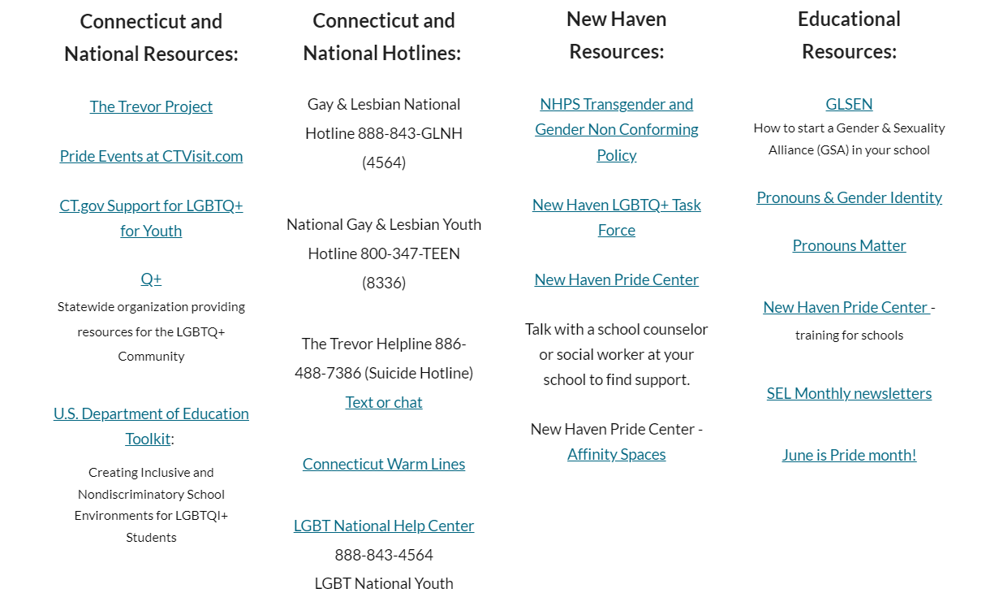 Connecticut and
National Resources:
The Trevor Project
Pride Events at CTVisit.com
CT.gov Support for LGBTQ+
for Youth
Q+
Statewide organization providing
resources for the LGBTQ+
Community
U.S. Department of Education
Toolkit:
Creating Inclusive and
Nondiscriminatory School
Environments for LGBTQI+
Students
Connecticut and
National Hotlines:
Gay & Lesbian National
Hotline 888-843-GLNH
(4564)
National Gay & Lesbian Youth
Hotline 800-347-TEEN
(8336)
The Trevor Helpline 886-
488-7386 (Suicide Hotline)
Text or chat
Connecticut Warm Lines
LGBT National Help Center
888-843-4564
LGBT National Youth
New Haven
Resources:
NHPS Transgender and
Gender Non Conforming
Policy
New Haven LGBTQ+ Task
Force
New Haven Pride Center
Talk with a school counselor
or social worker at your
school to find support.
New Haven Pride Center -
Affinity Spaces
Educational
Resources:
GLSEN
How to start a Gender & Sexuality
Alliance (GSA) in your school
Pronouns & Gender Identity
Pronouns Matter
New Haven Pride Center -
training for schools
SEL Monthly newsletters
June is Pride month!